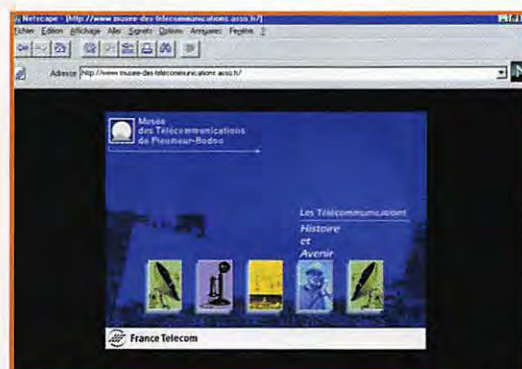 Netscape - [http://www.musee-des-telecommunications.asso.fr/]
Fichier Edition Affichage Aller Signets Options Annuaires Fenêtre ?
Adresse http://www.musee-des-telecommunications.asso.fr/
Musée
des Télécommunications
de Pleumeur-Bodou
Les Télécommunications
Histoire
et
Avenir
France Telecom